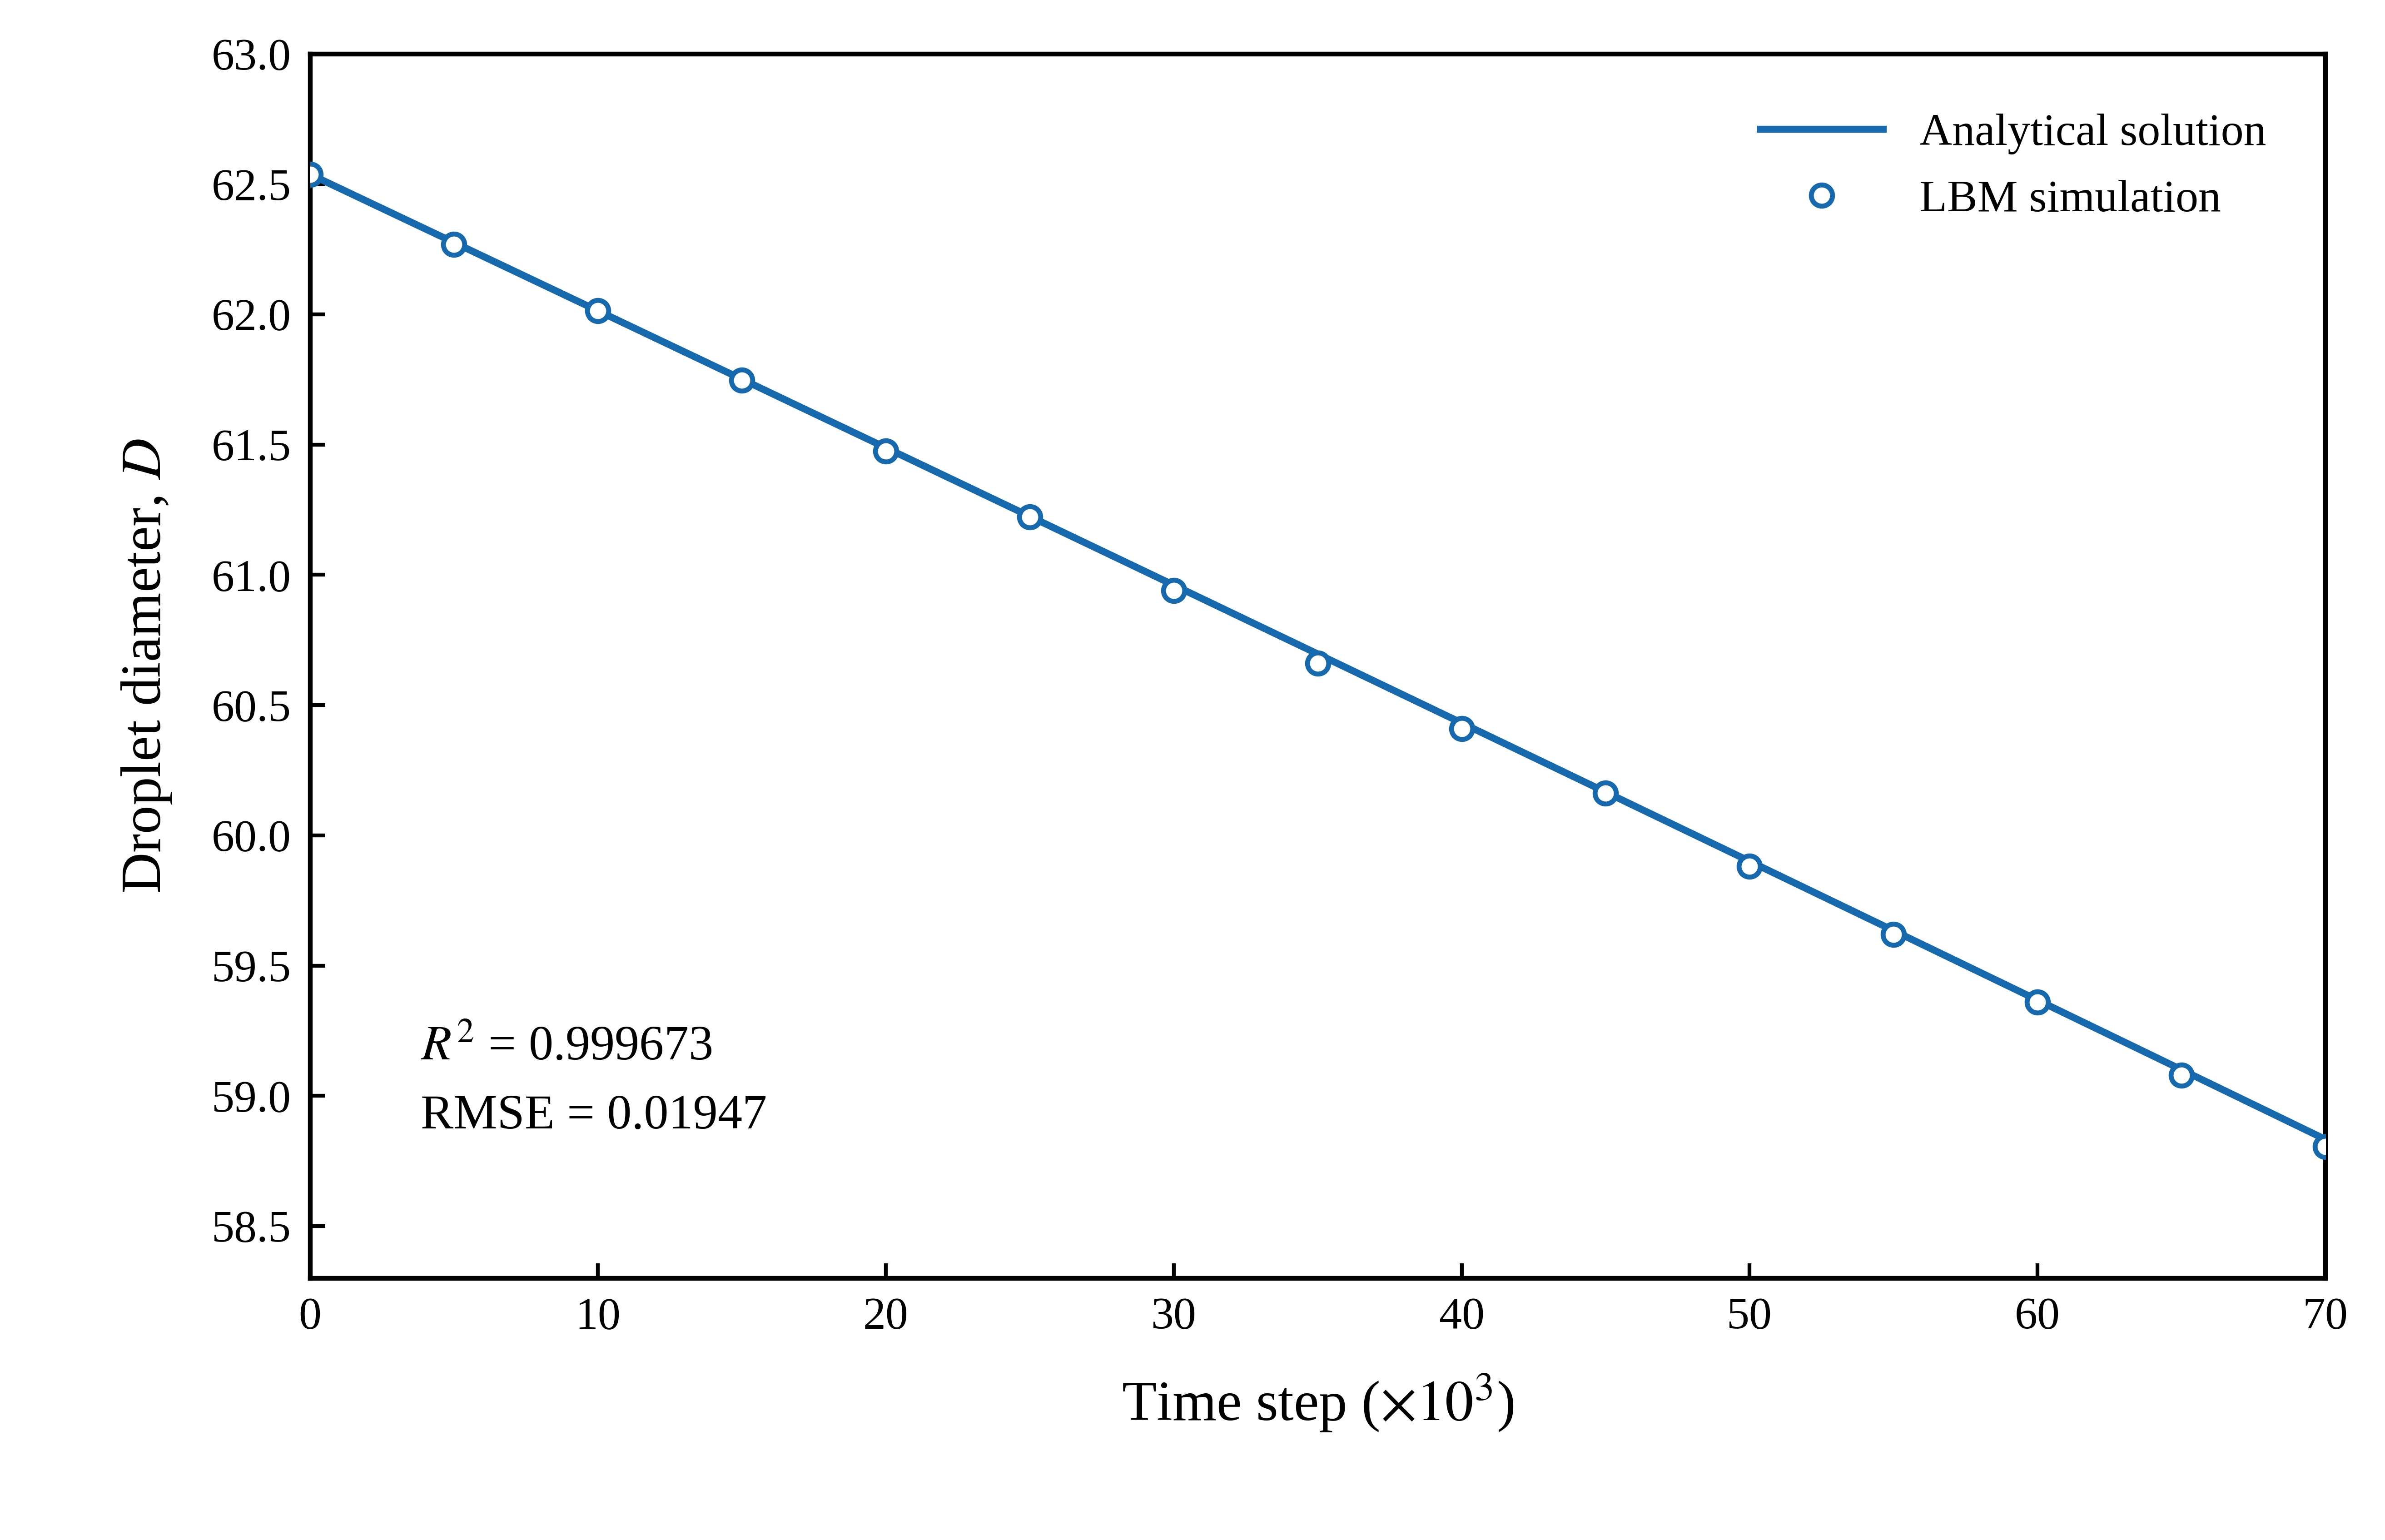 63.0
62.5
62.0
61.5
61.0
60.5
60.0
59.5
59.0
58.5
Droplet diameter, D
Analytical solution
LBM simulation
R² = 0.999673
RMSE = 0.01947
0 10 20 30 40 50 60 70
Time step (×10³)